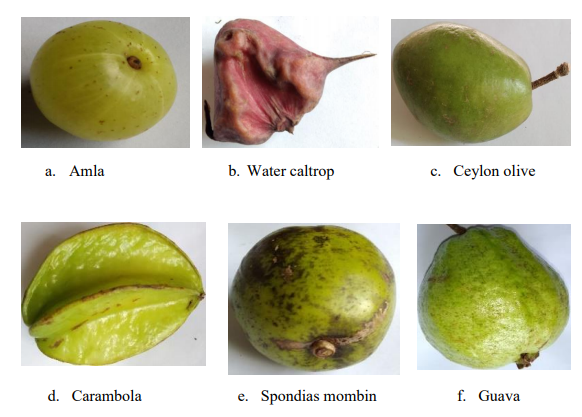 a. Amla
b. Water caltrop
c. Ceylon olive
d. Carambola
e. Spondias mombin
f. Guava